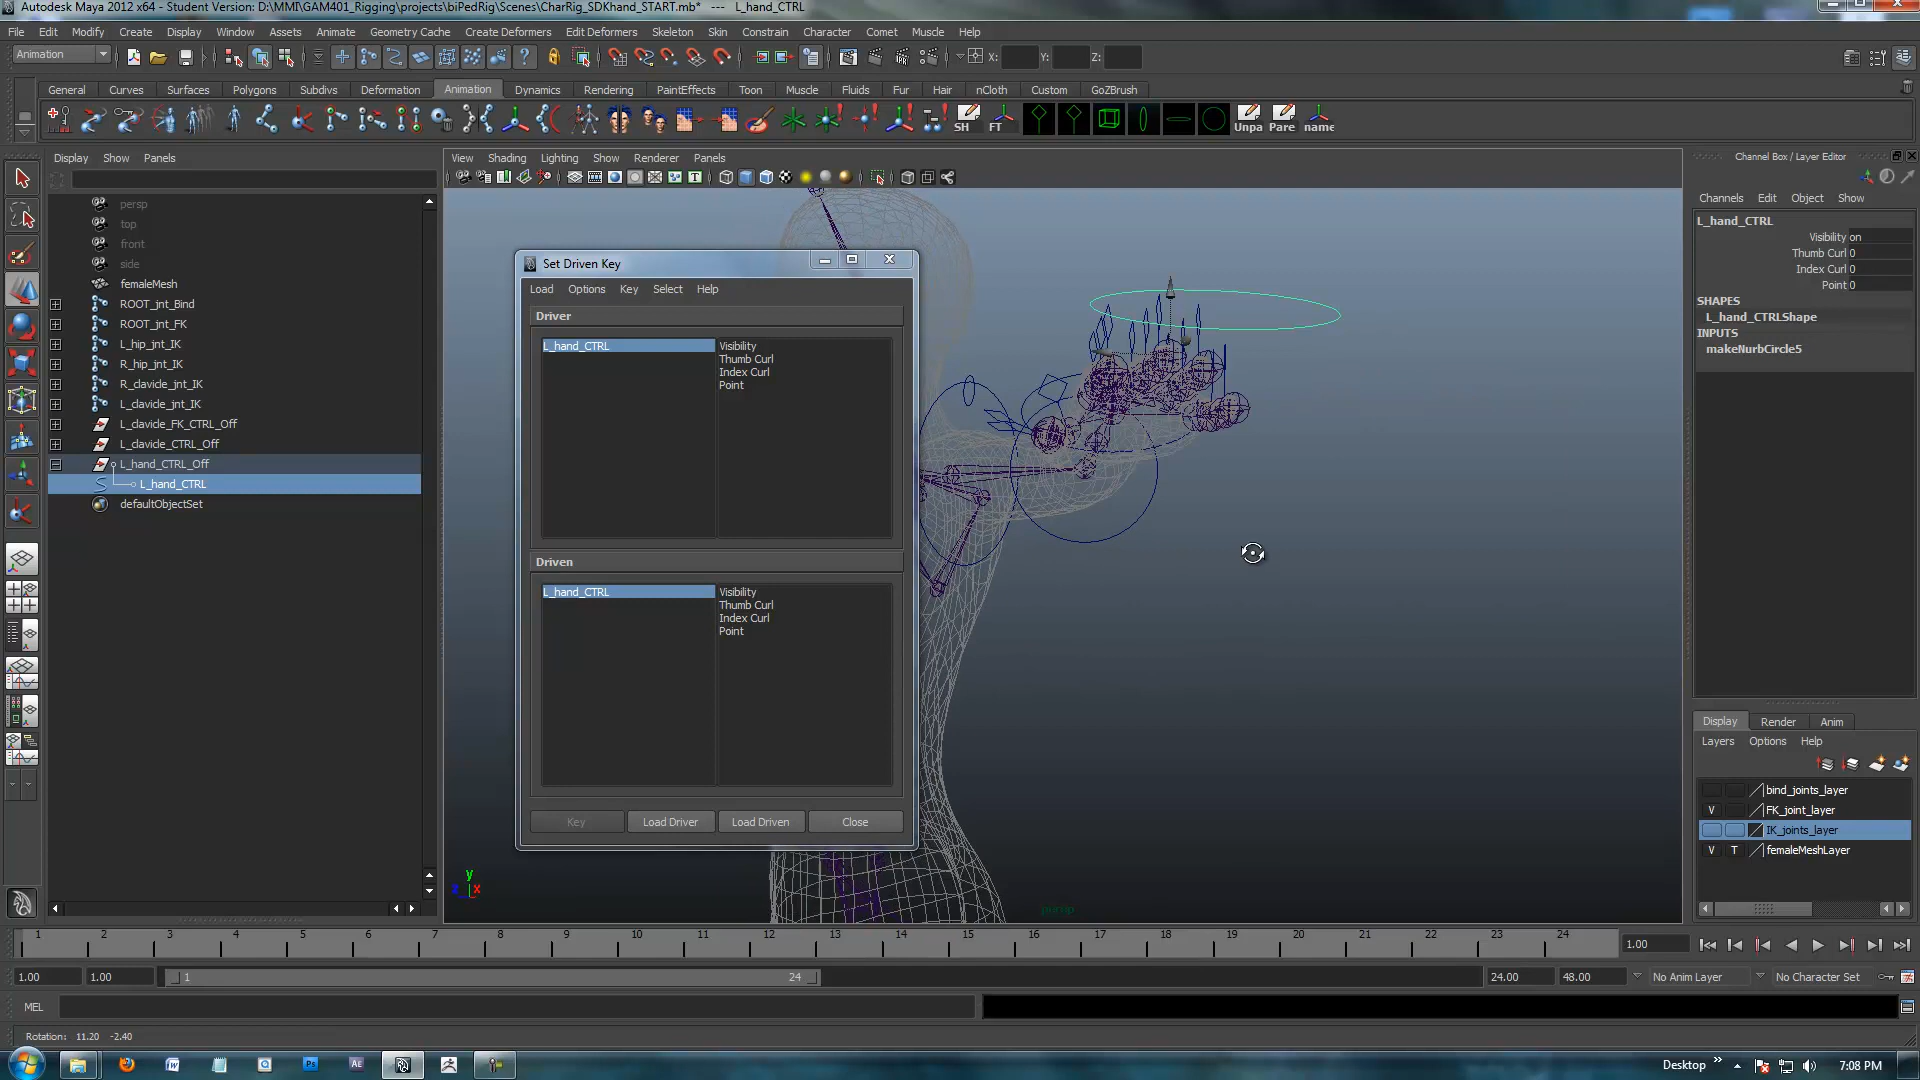 Autodesk Maya 2012 x64 - Student Version: D:\MMI\GAM401_Rigging\projects\biPedRig\Scenes\CharRig_SDKhand_START.mb* --- L_hand_CTRL
File Edit Modify Create Display Window Assets Animate Geometry Cache Create Deformers Edit Deformers Skeleton Skin Constrain Character Comet Muscle Help
Animation X: Y: Z:
General Curves Surfaces Polygons Subdivs Deformation Animation Dynamics Rendering PaintEffects Toon Muscle Fluids Fur Hair nCloth Custom GoZBrush
SH FT Unpa Pare name
Display Show Panels
View Shading Lighting Show Renderer Panels
Channel Box / Layer Editor
Channels Edit Object Show
persp
top
front
side
femaleMesh
ROOT_jnt_Bind
ROOT_jnt_FK
L_hip_jnt_IK
R_hip_jnt_IK
R_clavicle_jnt_IK
L_clavicle_jnt_IK
L_clavicle_FK_CTRL_Off
L_clavicle_CTRL_Off
L_hand_CTRL_Off
L_hand_CTRL
defaultObjectSet
Set Driven Key
Load Options Key Select Help
Driver
L_hand_CTRL
Visibility
Thumb Curl
Index Curl
Point
Driven
L_hand_CTRL
Visibility
Thumb Curl
Index Curl
Point
Key Load Driver Load Driven Close
y
z x
persp
L_hand_CTRL
Visibility on
Thumb Curl 0
Index Curl 0
Point 0
SHAPES
L_hand_CTRLShape
INPUTS
makeNurbCircle5
Display Render Anim
Layers Options Help
bind_joints_layer
V FK_joint_layer
IK_joints_layer
V T femaleMeshLayer
1 2 3 4 5 6 7 8 9 10 11 12 13 14 15 16 17 18 19 20 21 22 23 24
1.00
1.00 1.00 1 24 24.00 48.00 No Anim Layer No Character Set
MEL
Rotation: 11.20 -2.40
W Ps Ae
Desktop 7:08 PM